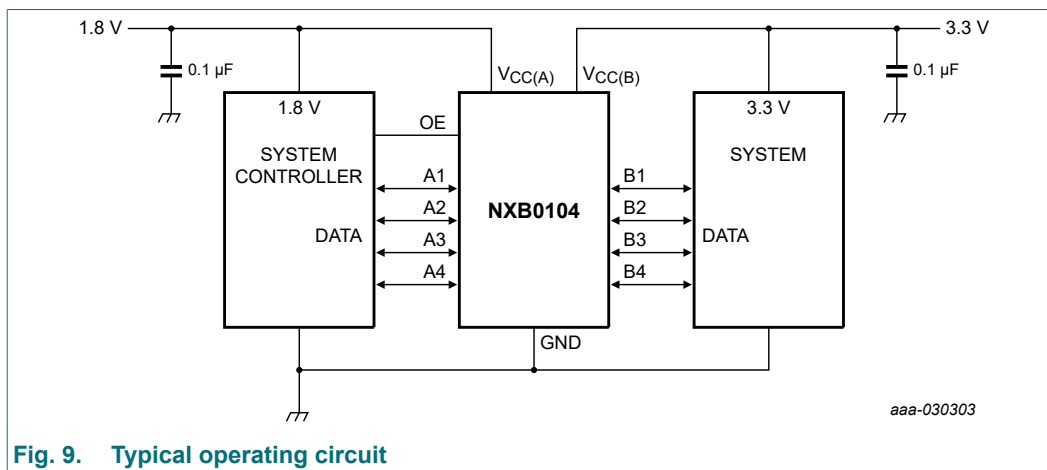 1.8 V
3.3 V
0.1 µF
VCC(A)
VCC(B)
0.1 µF
1.8 V
3.3 V
OE
SYSTEM
CONTROLLER
SYSTEM
A1
B1
A2
NXB0104
B2
DATA
A3
B3
DATA
A4
B4
GND
aaa-030303
Fig. 9. Typical operating circuit